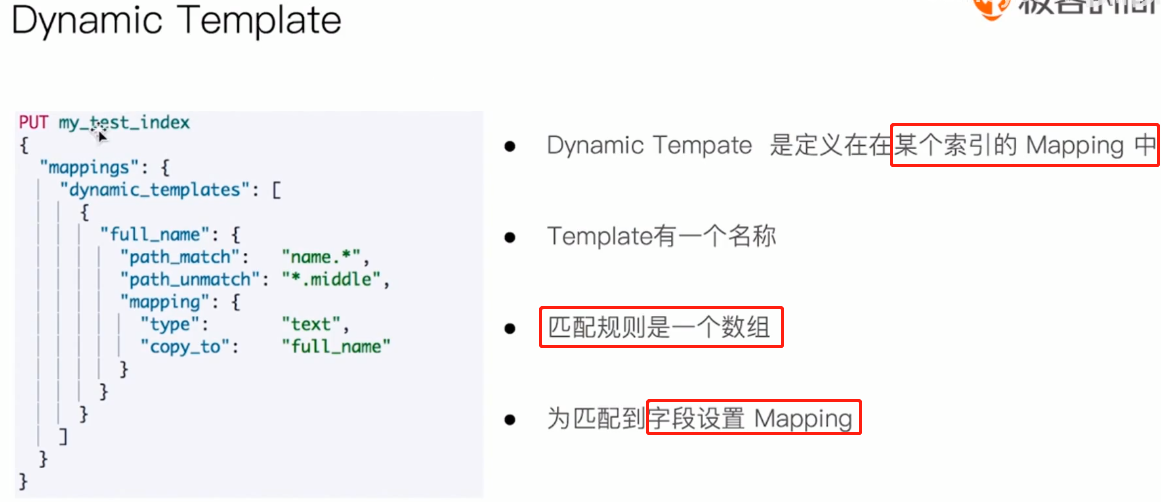 Dynamic Template
PUT my_test_index
{
"mappings": {
"dynamic_templates": [
{
"full_name": {
"path_match": "name.*",
"path_unmatch": "*.middle",
"mapping": {
"type": "text",
"copy_to": "full_name"
}
}
}
]
}
}
Dynamic Tempate 是定义在在某个索引的 Mapping 中
Template有一个名称
匹配规则是一个数组
为匹配到字段设置 Mapping